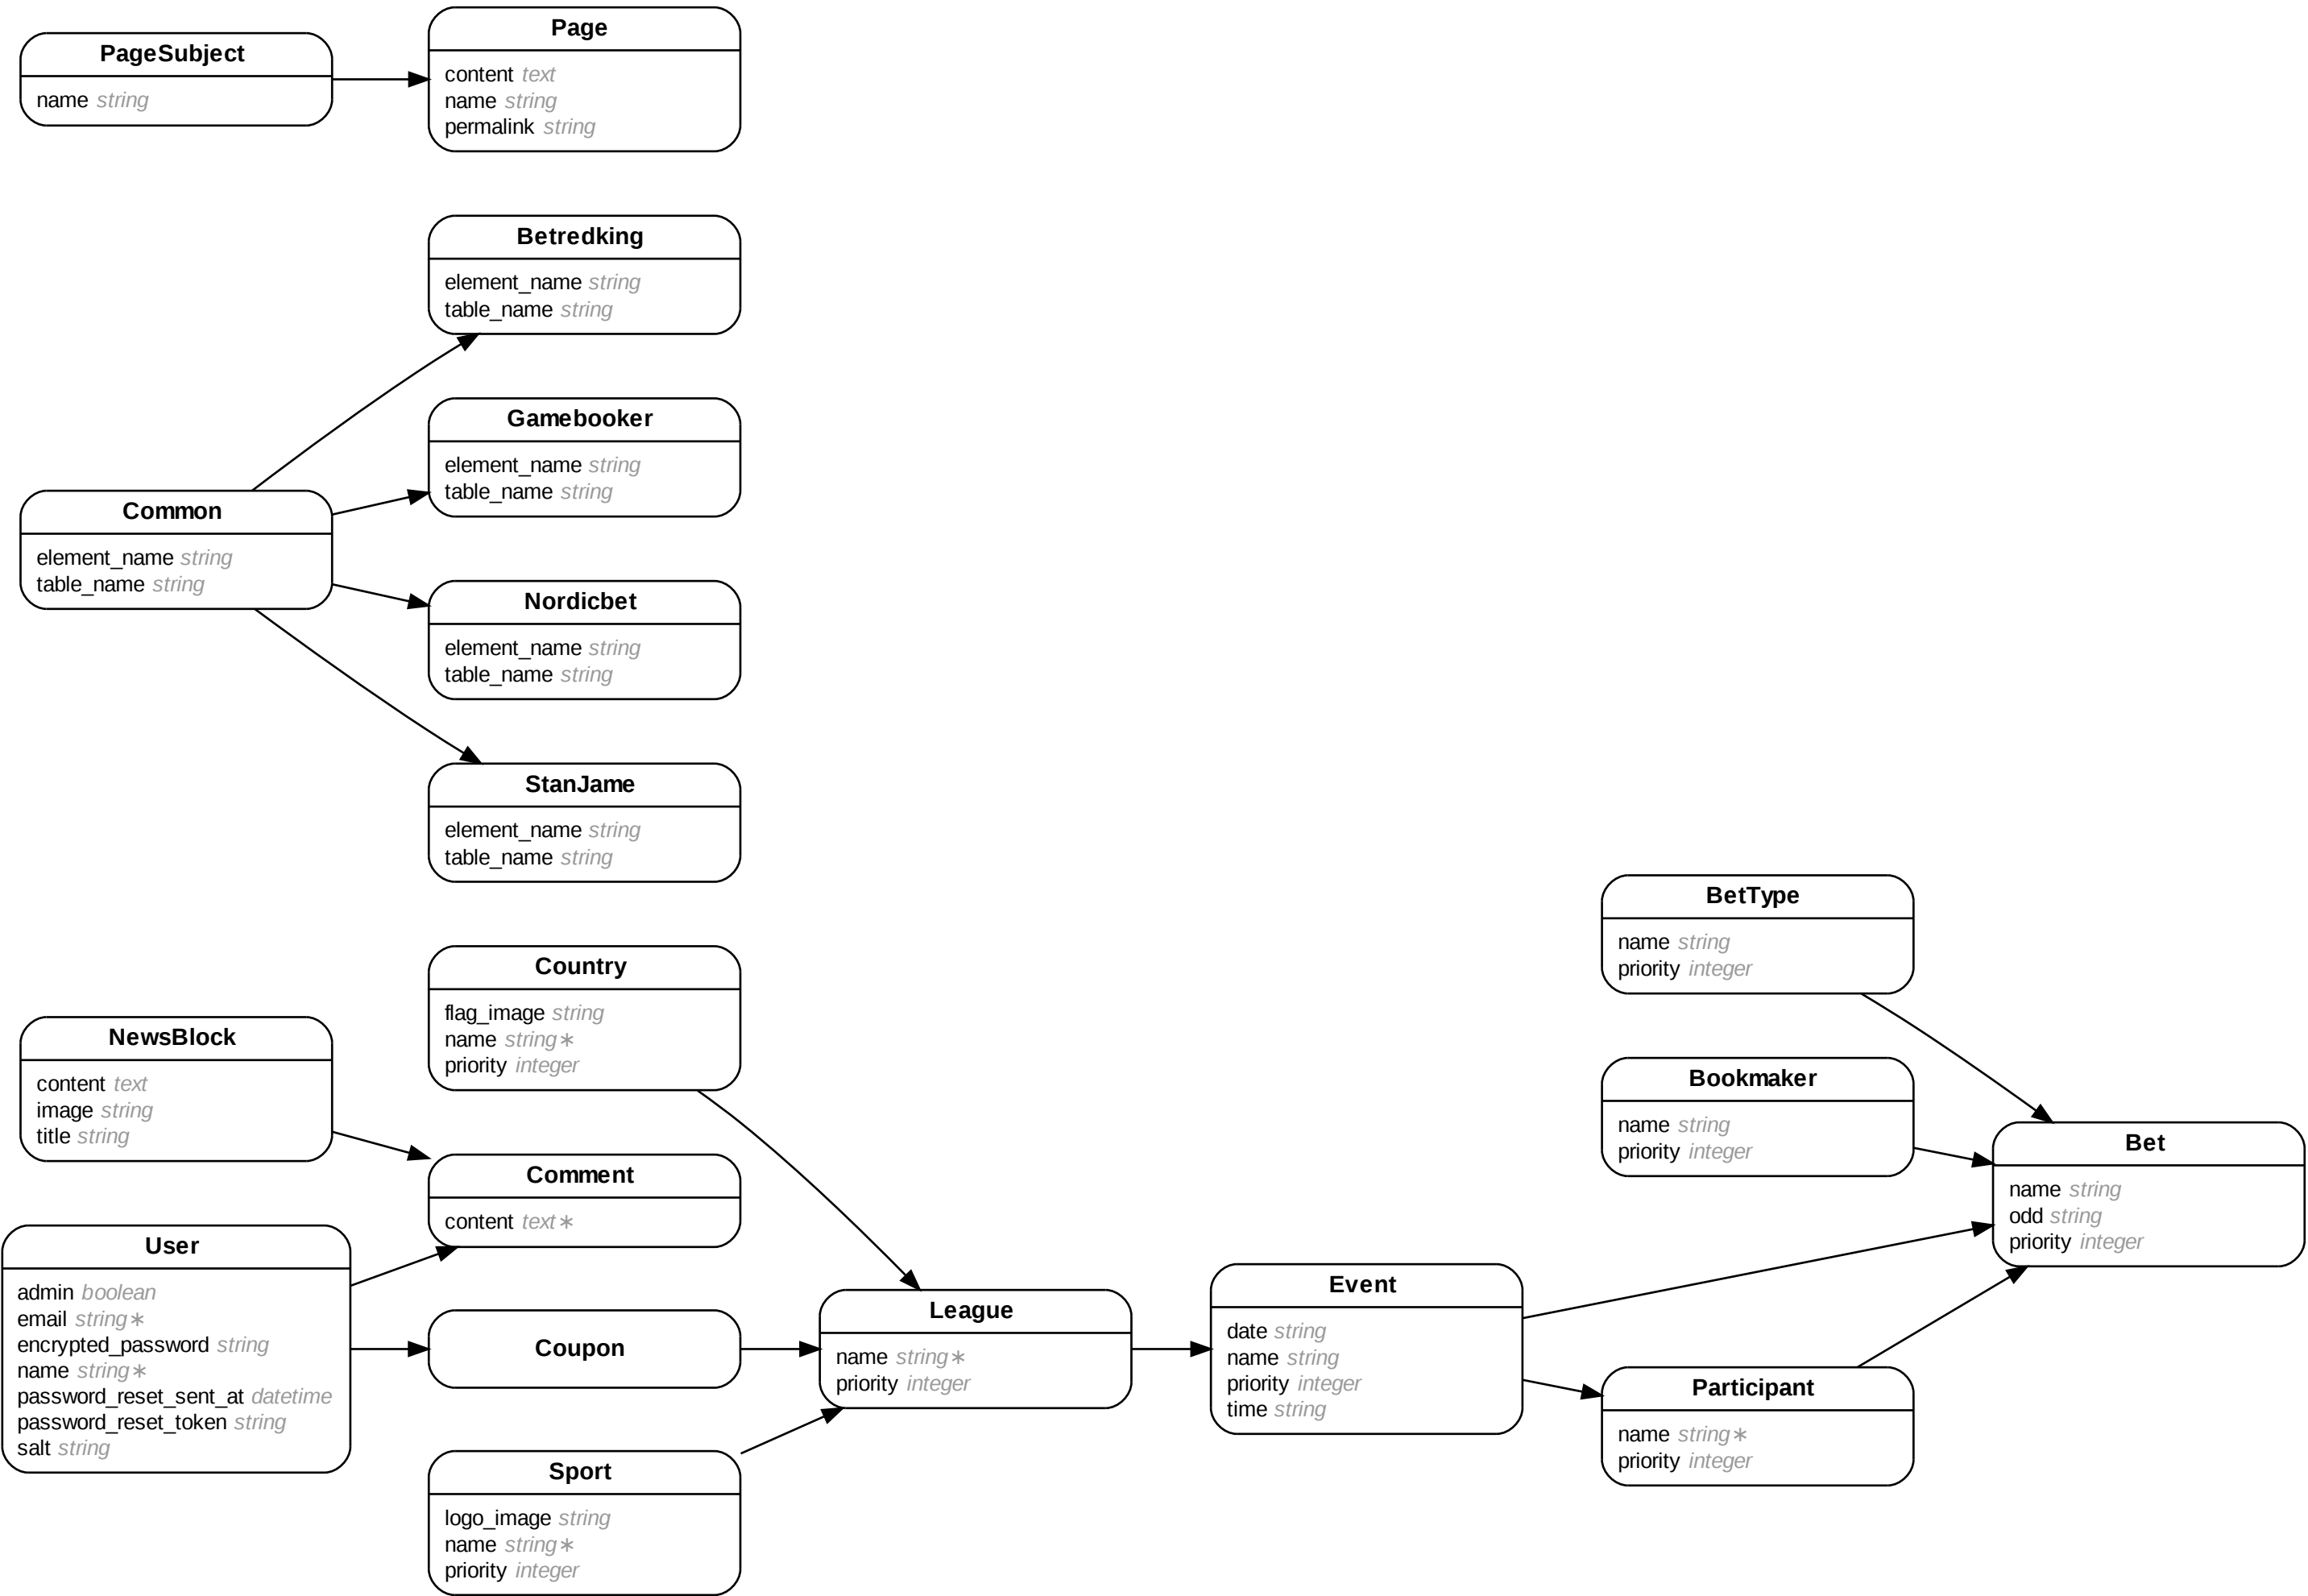 PageSubject
name string
Page
content text
name string
permalink string
Betredking
element_name string
table_name string
Gamebooker
element_name string
table_name string
Common
element_name string
table_name string
Nordicbet
element_name string
table_name string
StanJame
element_name string
table_name string
Country
flag_image string
name string∗
priority integer
NewsBlock
content text
image string
title string
Comment
content text∗
User
admin boolean
email string∗
encrypted_password string
name string∗
password_reset_sent_at datetime
password_reset_token string
salt string
Coupon
Sport
logo_image string
name string∗
priority integer
League
name string∗
priority integer
Event
date string
name string
priority integer
time string
BetType
name string
priority integer
Bookmaker
name string
priority integer
Participant
name string∗
priority integer
Bet
name string
odd string
priority integer